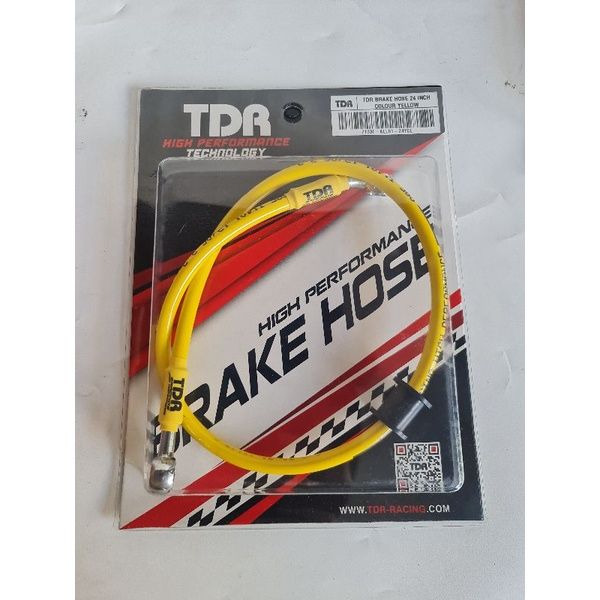 TDR
HIGH PERFORMANCE
TECHNOLOGY
TDR
TDR BRAKE HOSE 24 INCH
COLOUR YELLOW
TDR
HIGH PERFORMANCE
BRAKE HOSE
TDR
TDR
WWW.TDR-RACING.COM